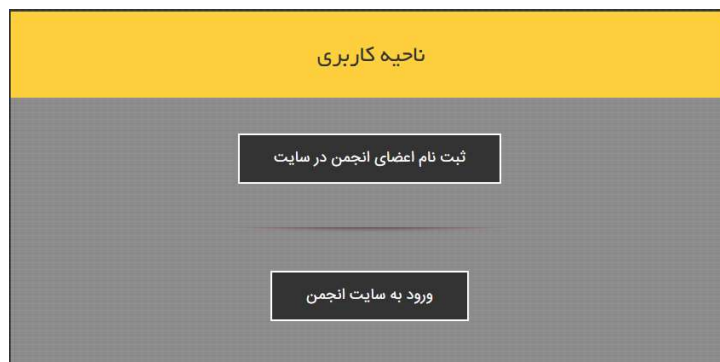 ناحیه کاربری
ثبت نام اعضای انجمن در سایت
ورود به سایت انجمن